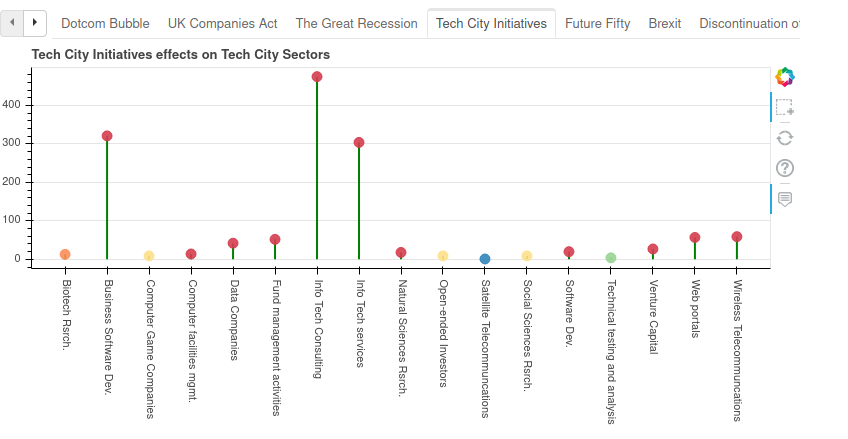 Dotcom Bubble UK Companies Act The Great Recession Tech City Initiatives Future Fifty Brexit Discontinuation of
Tech City Initiatives effects on Tech City Sectors
400
300
200
100
0
Biotech Rsrch.
Business Software Dev.
Computer Game Companies
Computer facilities mgmt.
Data Companies
Fund management activities
Info Tech Consulting
Info Tech services
Natural Sciences Rsrch.
Open-ended Investors
Satellite Telecommuncations
Social Sciences Rsrch.
Software Dev.
Technical testing and analysis
Venture Capital
Web portals
Wireless Telecommuncations